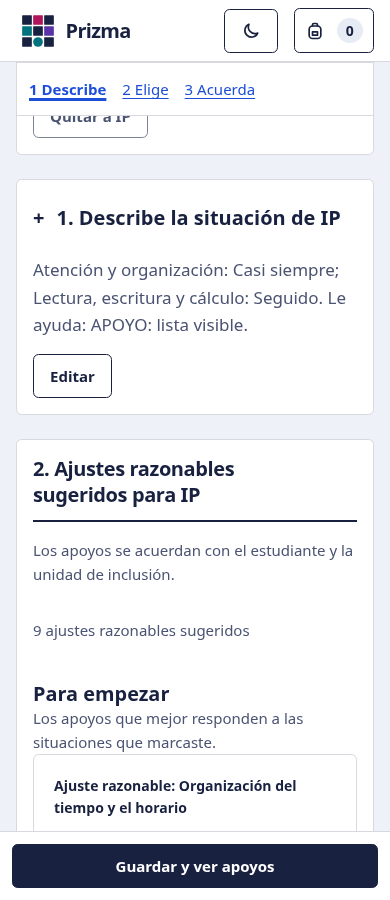 Prizma
0
1 Describe
2 Elige
3 Acuerda
Quitar a IP
+ 1. Describe la situación de IP
Atención y organización: Casi siempre;
Lectura, escritura y cálculo: Seguido. Le
ayuda: APOYO: lista visible.
Editar
2. Ajustes razonables
sugeridos para IP
Los apoyos se acuerdan con el estudiante y la
unidad de inclusión.
9 ajustes razonables sugeridos
Para empezar
Los apoyos que mejor responden a las
situaciones que marcaste.
Ajuste razonable: Organización del
tiempo y el horario
Guardar y ver apoyos